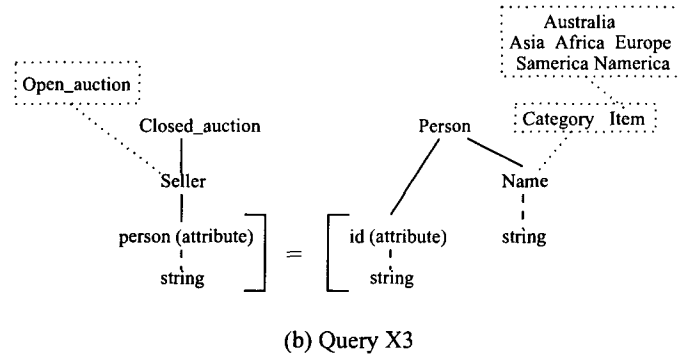 Australia
Asia Africa Europe
Samerica Namerica
Open_auction
Category Item
Closed_auction
Person
Seller
Name
person (attribute)
=
id (attribute)
string
string
string
(b) Query X3